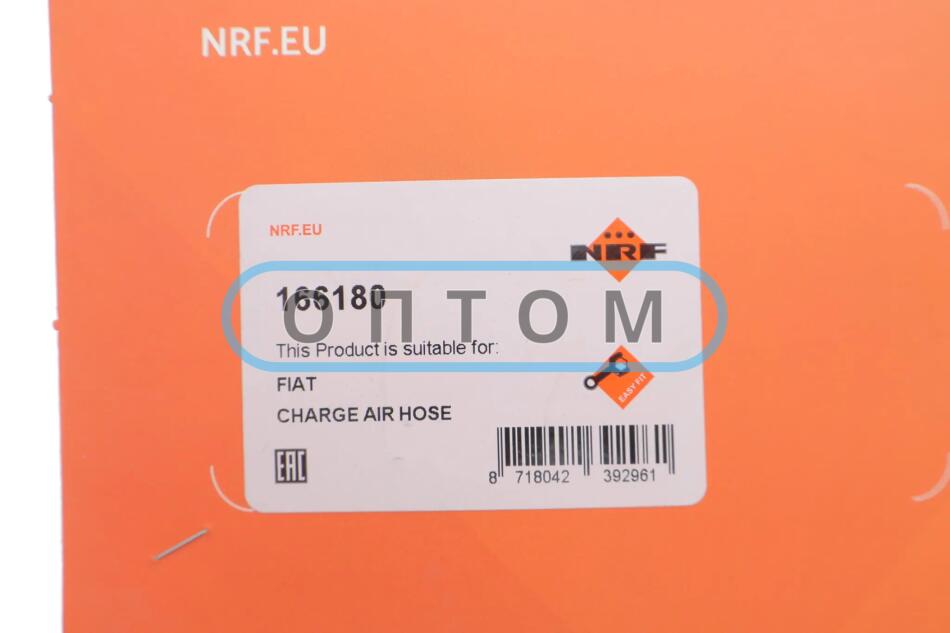 NRF.EU
NRF.EU
NRF
166180
ОПТОМ
This Product is suitable for:
FIAT
EASY FIT
CHARGE AIR HOSE
EAC
8 718042 392961